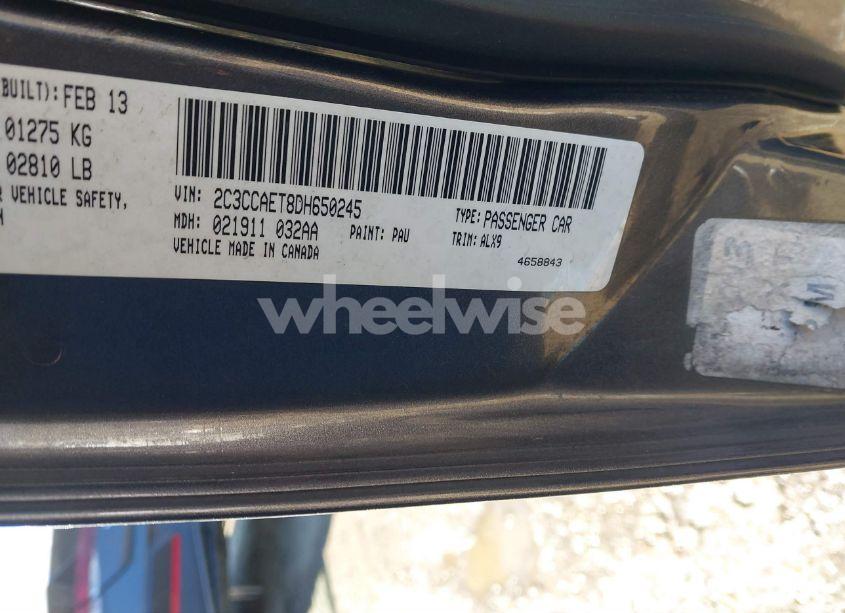 BUILT): FEB 13
01275 KG
02810 LB
VEHICLE SAFETY,
VIN: 2C3CCAET8DH650245
TYPE: PASSENGER CAR
MDH: 021911 032AA
PAINT: PAU
TRIM: ALX9
VEHICLE MADE IN CANADA
4658843
wheelwise